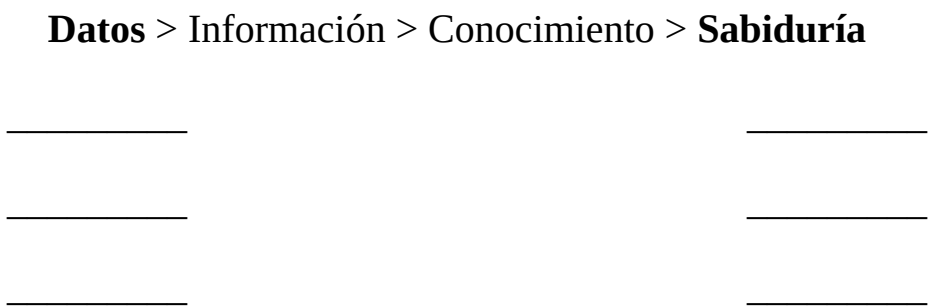 Datos > Información > Conocimiento > Sabiduría